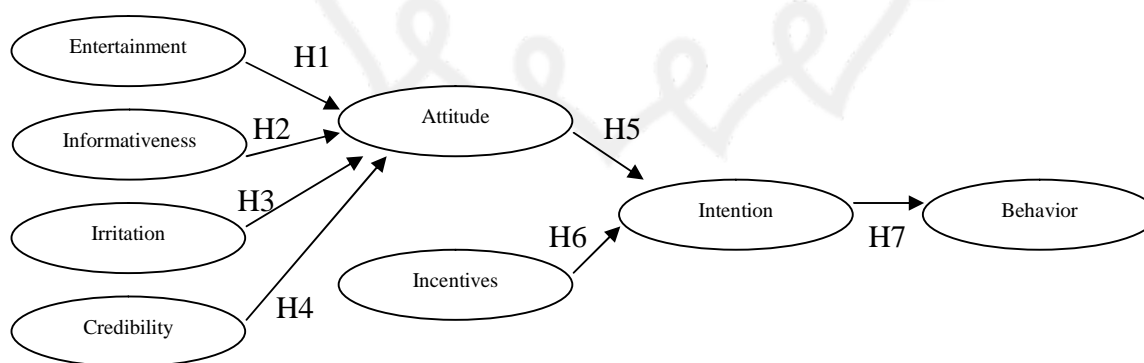 Entertainment
H1
Informativeness
H2
Attitude
H5
Irritation
H3
Intention
Behavior
H6
H7
Incentives
Credibility
H4